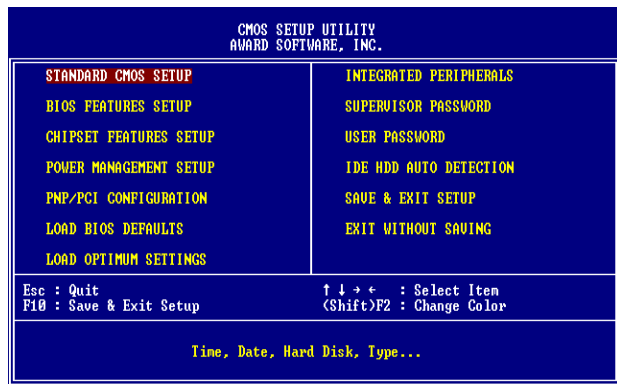 CMOS SETUP UTILITY
AWARD SOFTWARE, INC.
STANDARD CMOS SETUP
BIOS FEATURES SETUP
CHIPSET FEATURES SETUP
POWER MANAGEMENT SETUP
PNP/PCI CONFIGURATION
LOAD BIOS DEFAULTS
LOAD OPTIMUM SETTINGS
INTEGRATED PERIPHERALS
SUPERVISOR PASSWORD
USER PASSWORD
IDE HDD AUTO DETECTION
SAVE & EXIT SETUP
EXIT WITHOUT SAVING
Esc : Quit
F10 : Save & Exit Setup
↑ ↓ → ← : Select Item
(Shift)F2 : Change Color
Time, Date, Hard Disk, Type...